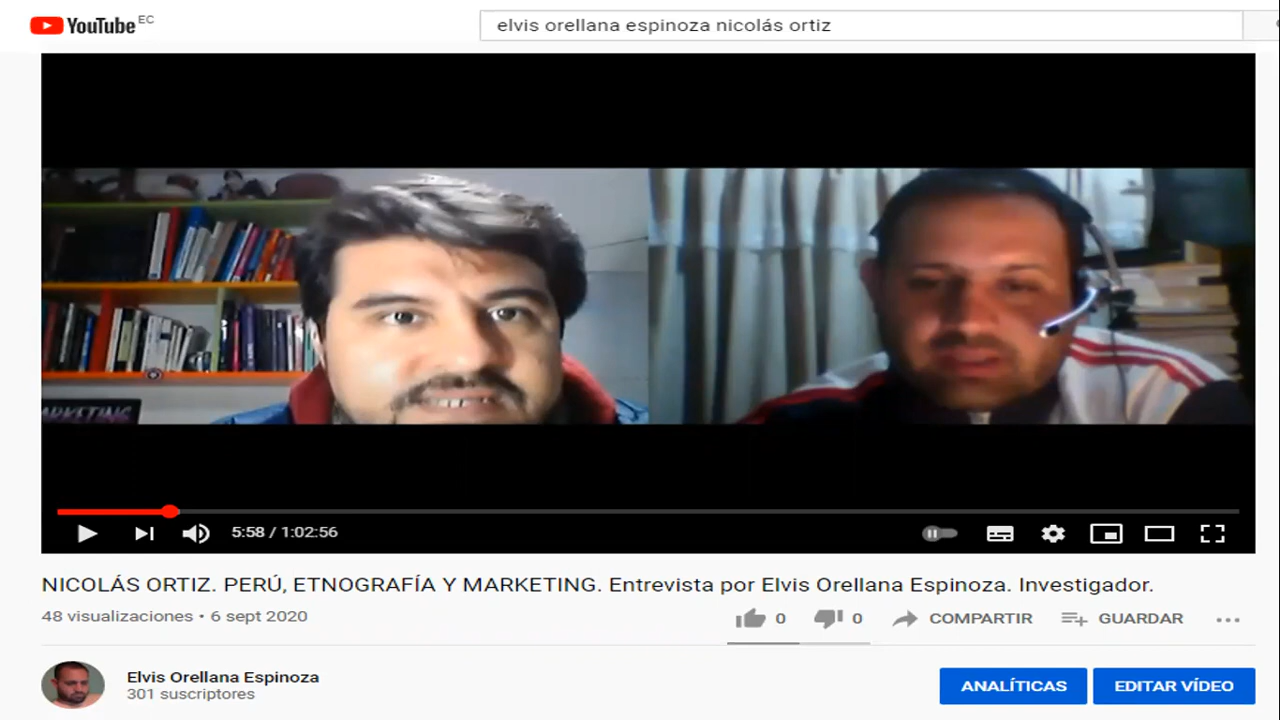 YouTube EC
elvis orellana espinoza nicolás ortiz
MARKETING
5:58 / 1:02:56
NICOLÁS ORTIZ. PERÚ, ETNOGRAFÍA Y MARKETING. Entrevista por Elvis Orellana Espinoza. Investigador.
48 visualizaciones • 6 sept 2020
0 0 COMPARTIR GUARDAR
Elvis Orellana Espinoza
301 suscriptores
ANALÍTICAS EDITAR VÍDEO